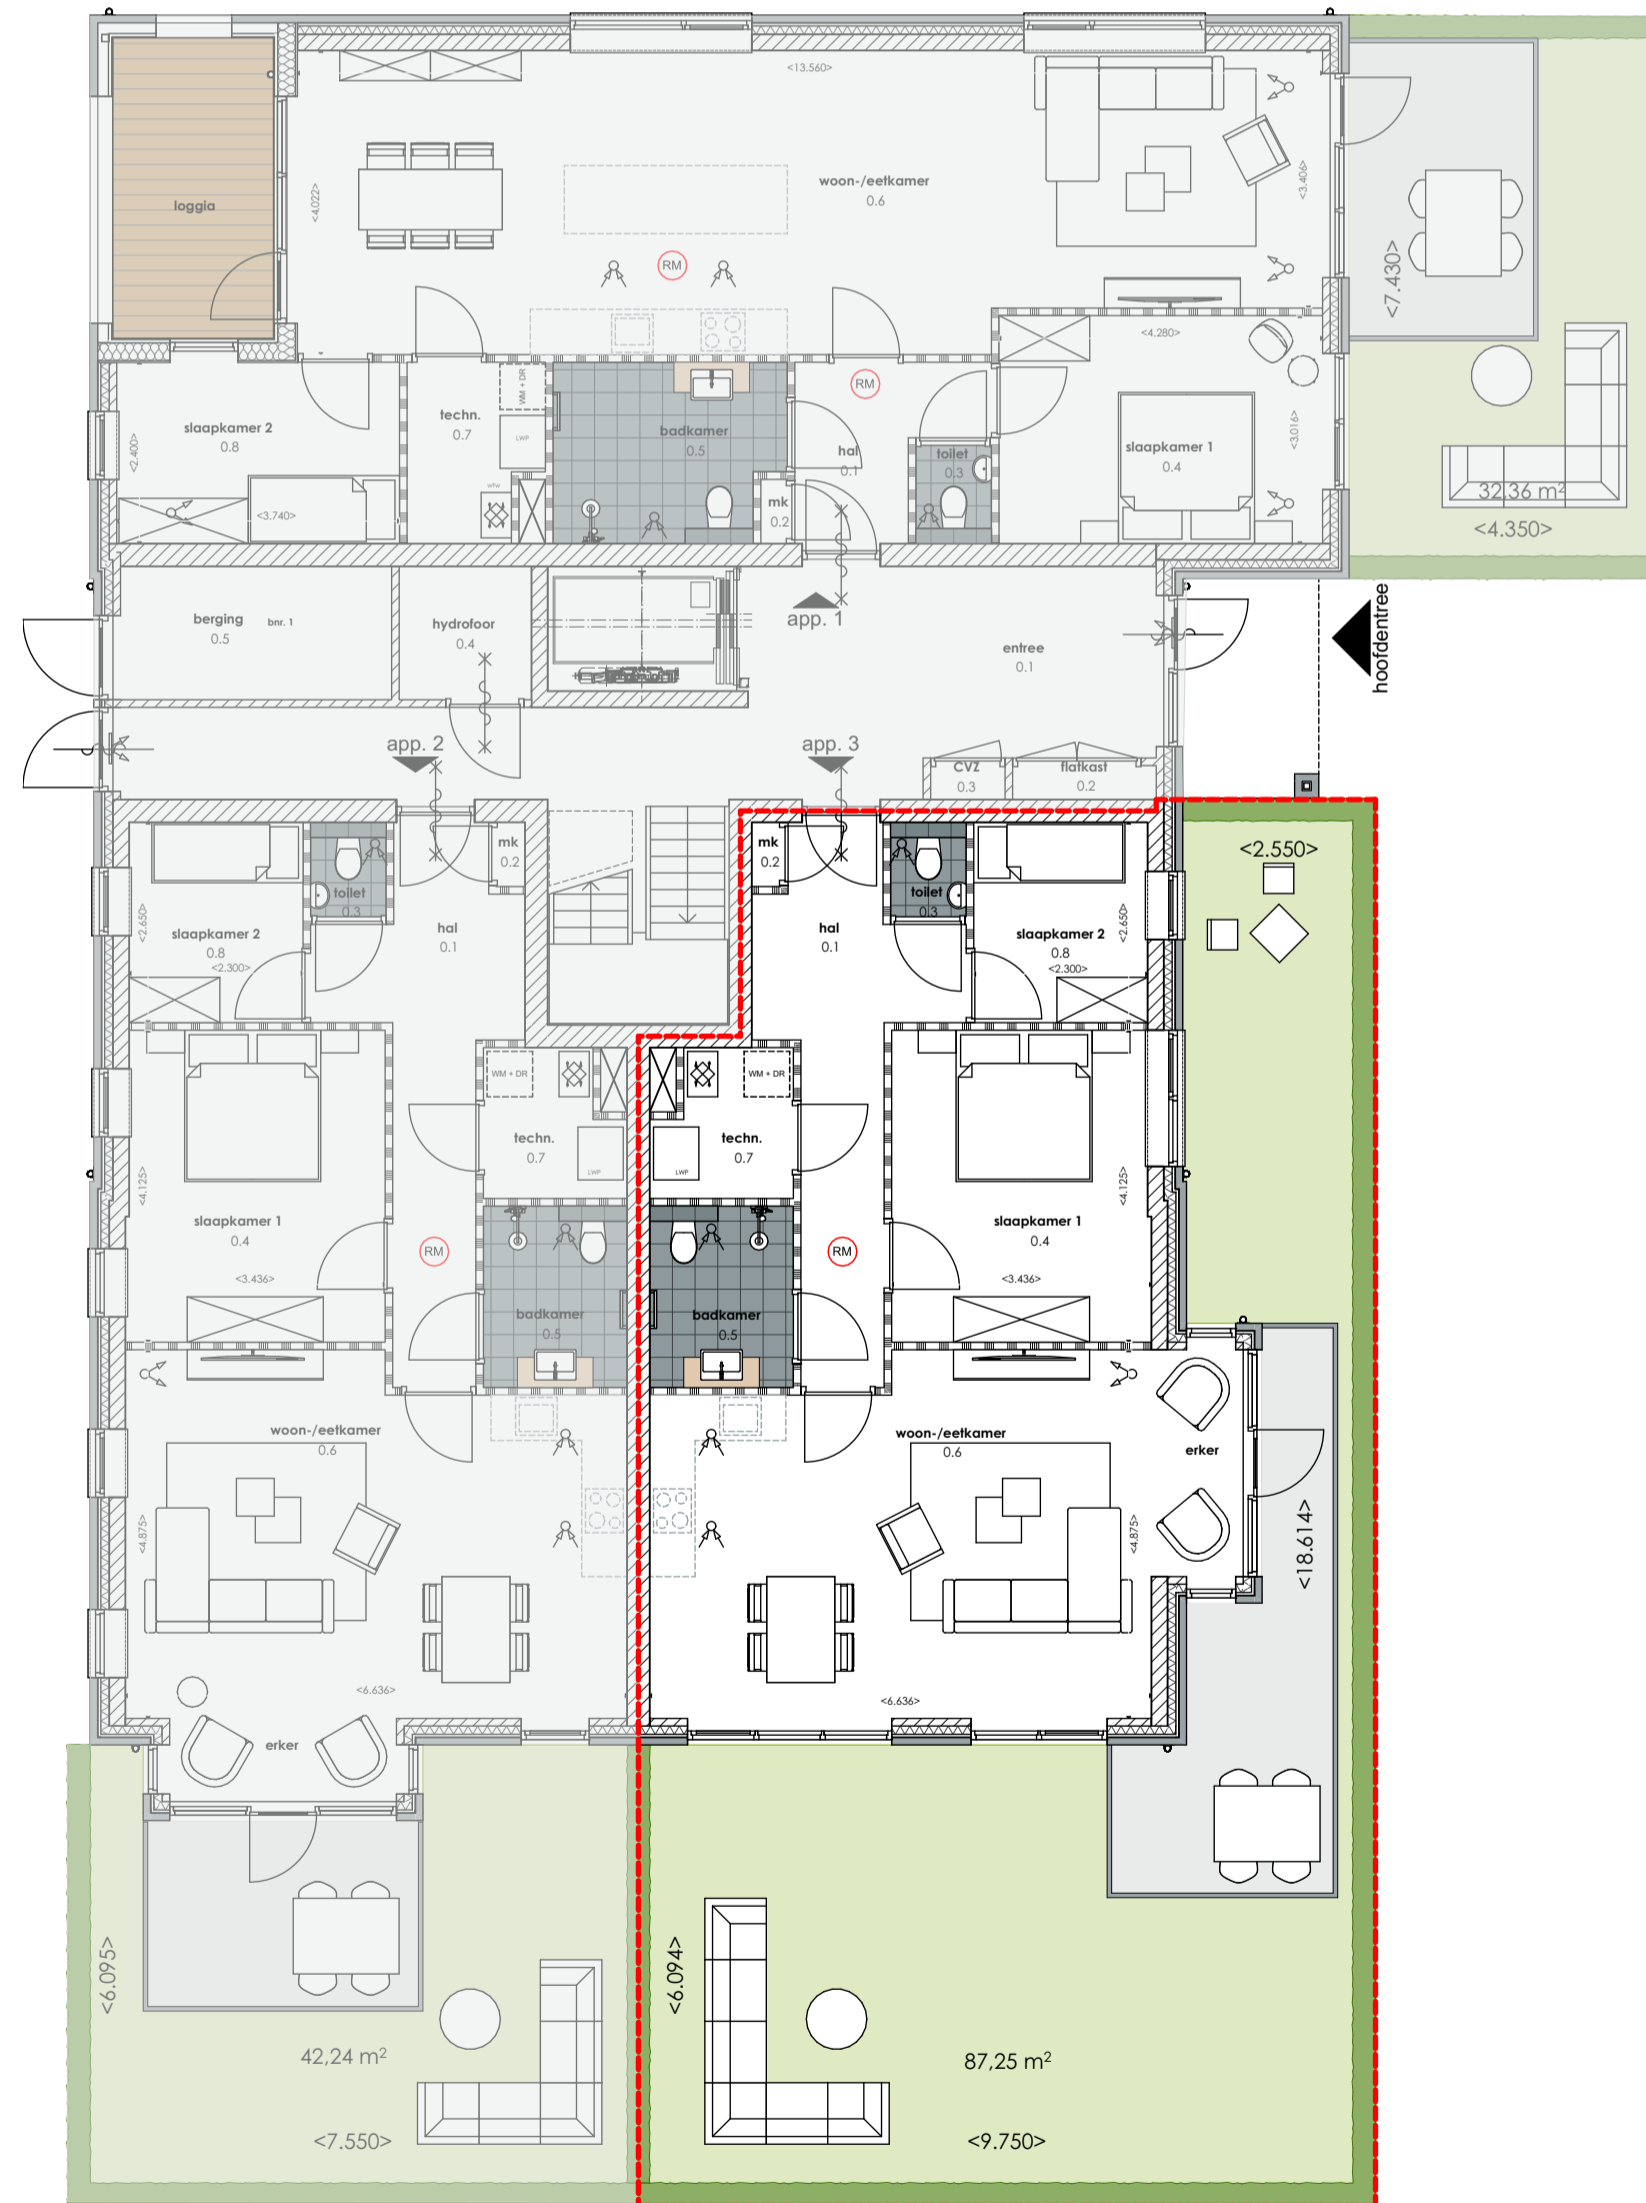 <13.560>
woon-/eetkamer
0.6
<4.022>
<3.406>
loggia
RM
<7.430>
<4.280>
WM + DR
RM
techn.
0.7
LWP
wtw
slaapkamer 2
0.8
<2.400>
<3.740>
badkamer
0.5
hal
0.1
mk
0.2
toilet
0.3
slaapkamer 1
0.4
<3.016>
32,36 m²
<4.350>
berging
0.5
bnr. 1
hydrofoor
0.4
app. 1
entree
0.1
hoofdentree
app. 2
app. 3
CVZ
0.3
flatkast
0.2
mk
0.2
toilet
0.3
<2.650>
slaapkamer 2
0.8
<2.300>
hal
0.1
mk
0.2
toilet
0.3
hal
0.1
slaapkamer 2
0.8
<2.300>
<2.650>
<2.550>
WM + DR
techn.
0.7
LWP
WM + DR
techn.
0.7
LWP
<4.125>
slaapkamer 1
0.4
<3.436>
RM
badkamer
0.5
badkamer
0.5
RM
slaapkamer 1
0.4
<3.436>
<4.125>
woon-/eetkamer
0.6
<4.875>
<6.636>
erker
woon-/eetkamer
0.6
erker
<4.875>
<6.636>
<18.614>
<6.095>
42,24 m²
<7.550>
<6.094>
87,25 m²
<9.750>